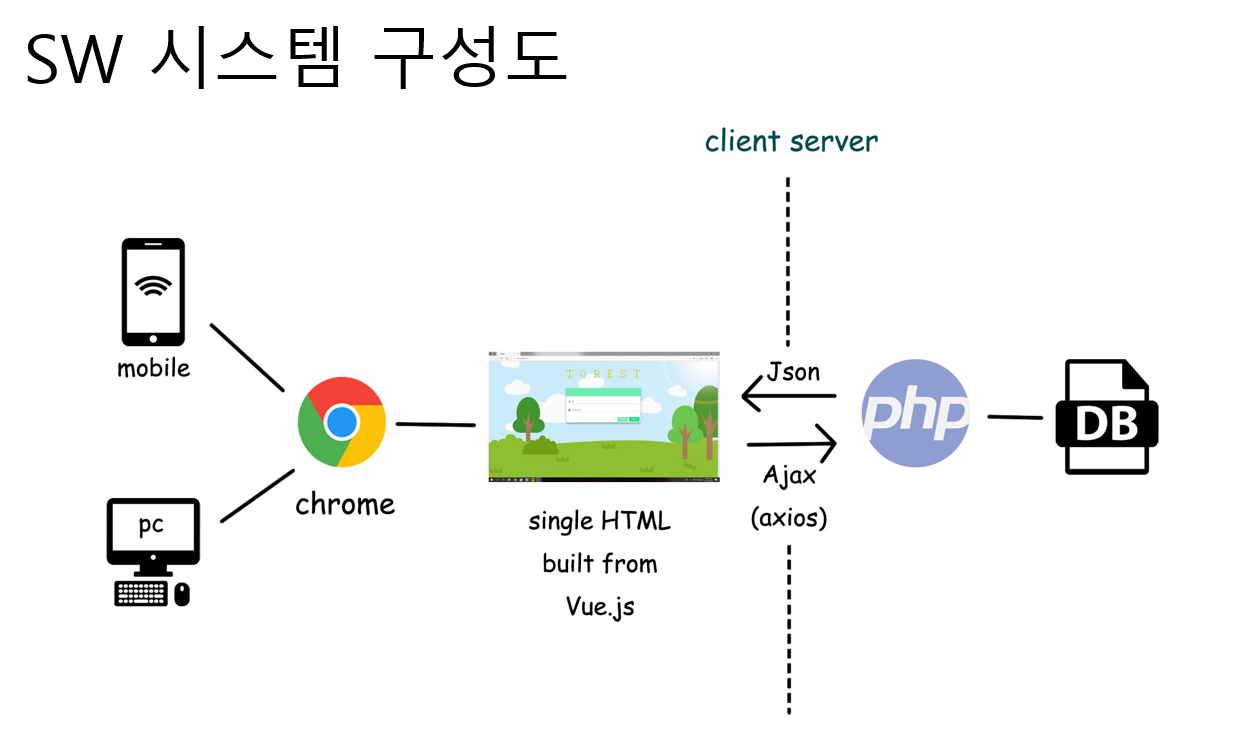 SW 시스템 구성도
client server
mobile
pc
chrome
TOREST
single HTML
built from
Vue.js
Json
Ajax
(axios)
php
DB